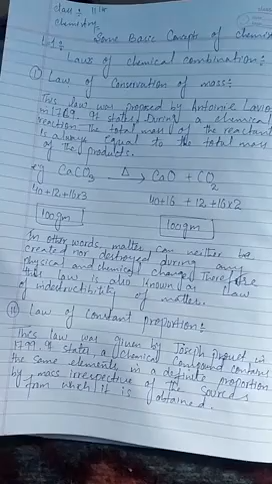 class: 11th
chemistry
Some Basic Concepts of chemis
Ln1:
Laws of chemical combination:
(I) Law of Conservation of mass:
This law was proposed by Antoinie Lavio
in 1789. It states During a chemical
reaction the total mass of the reactant
is always equal to the total mass
of the products.
eg CaCO3 Δ→ CaO + CO2
40+12+16x3 40+16 + 12+16x2
100gm 100gm
In other words, matter can neither be
created nor destroyed during any
physical and chemical change. Therefore
this law is also known as Law
of indestructibility of matter.
(II) Law of Constant proportion:
This law was given by Joseph Proust in
1799. It states a chemical compound contains
the same elements in a definite proportion
by mass irrespective of the sources
from which it is obtained.